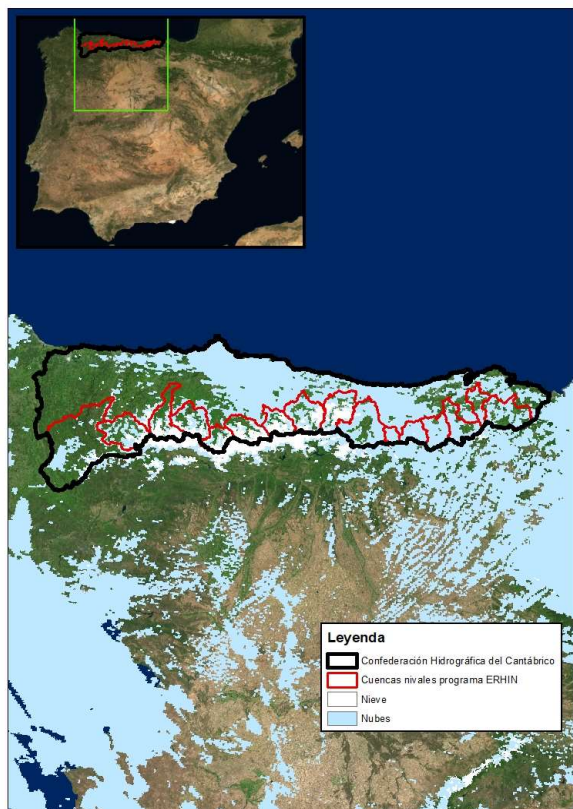 Leyenda
Confederación Hidrográfica del Cantábrico
Cuencas nivales programa ERHIN
Nieve
Nubes